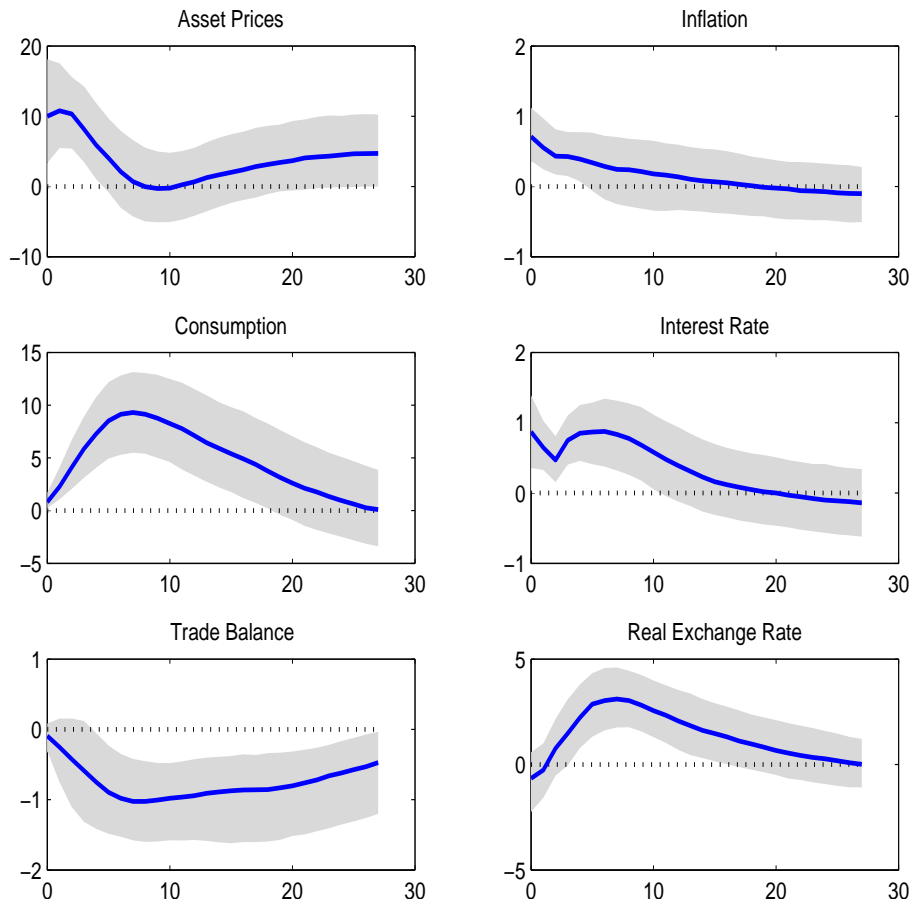 Asset Prices
20
10
0
−10
0 10 20 30
Inflation
2
1
0
−1
0 10 20 30
Consumption
15
10
5
0
−5
0 10 20 30
Interest Rate
2
1
0
−1
0 10 20 30
Trade Balance
1
0
−1
−2
0 10 20 30
Real Exchange Rate
5
0
−5
0 10 20 30